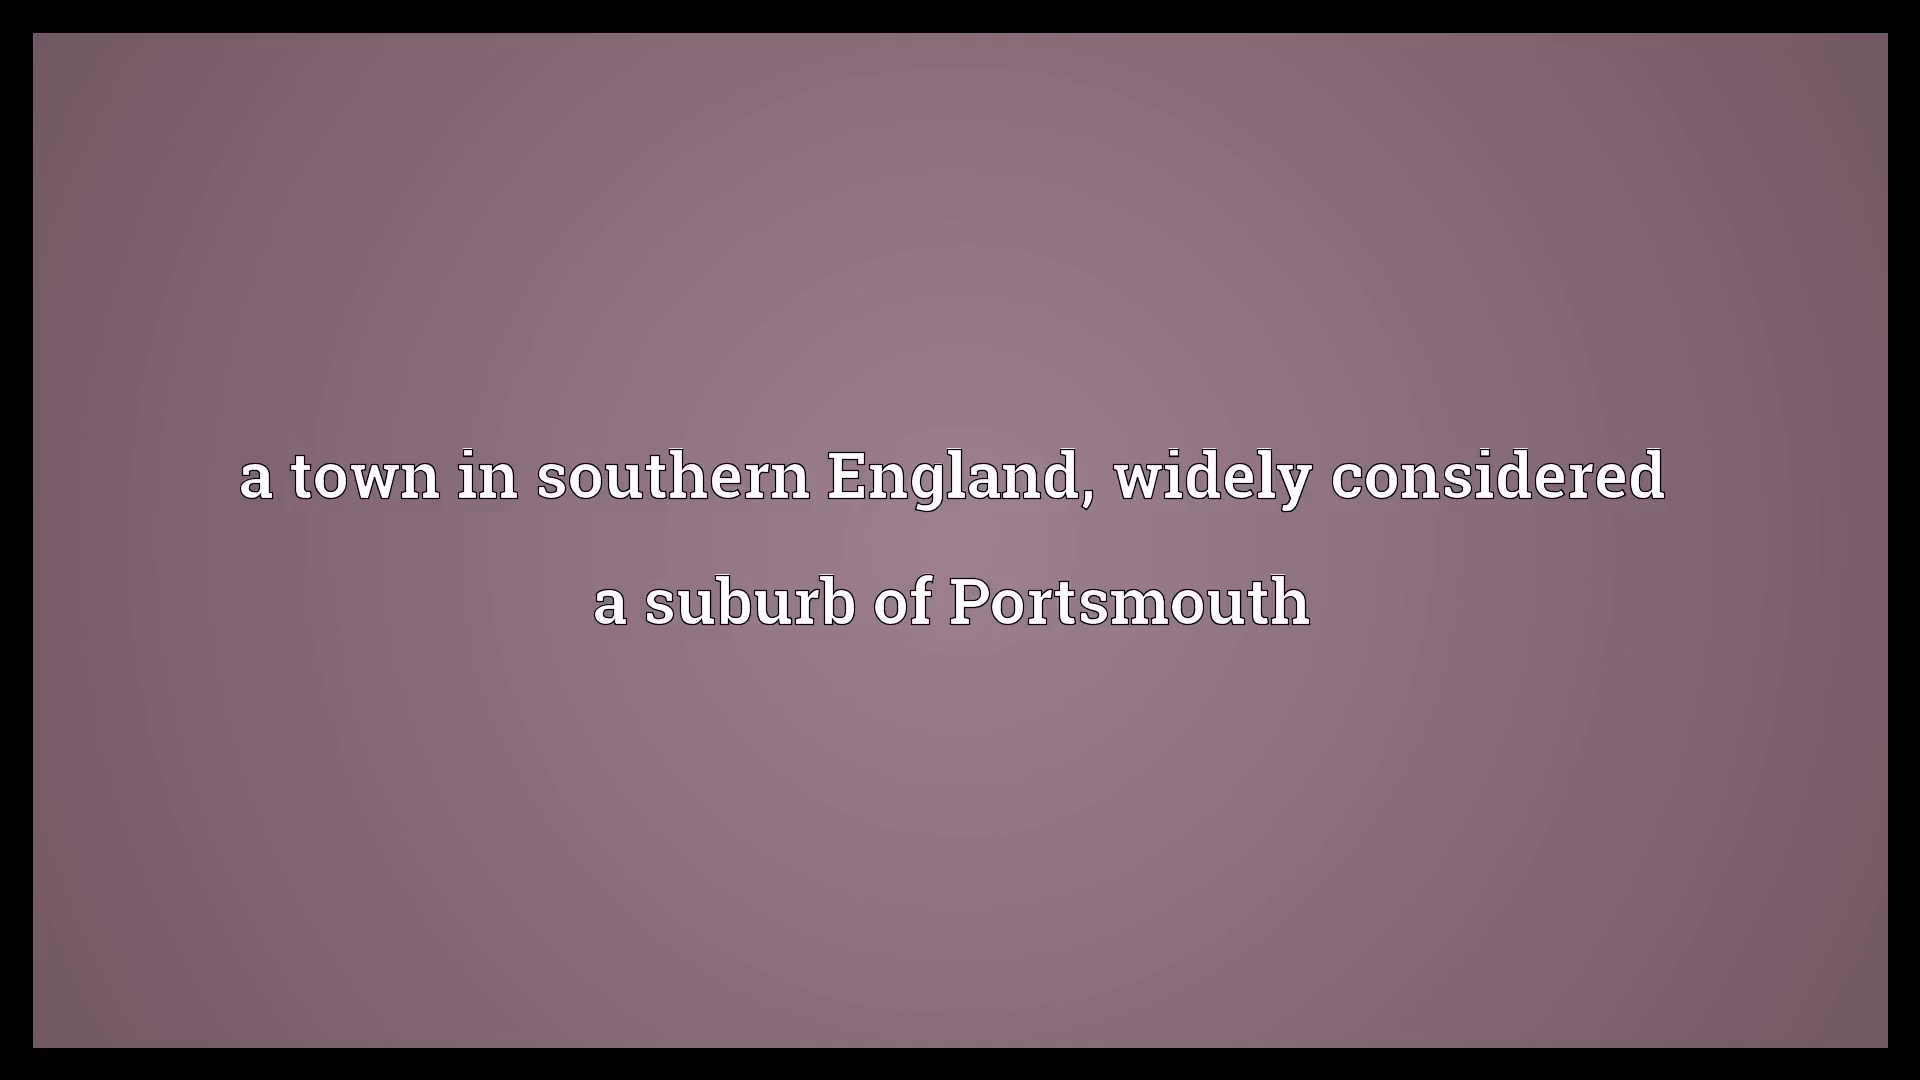 a town in southern England, widely considered
a suburb of Portsmouth